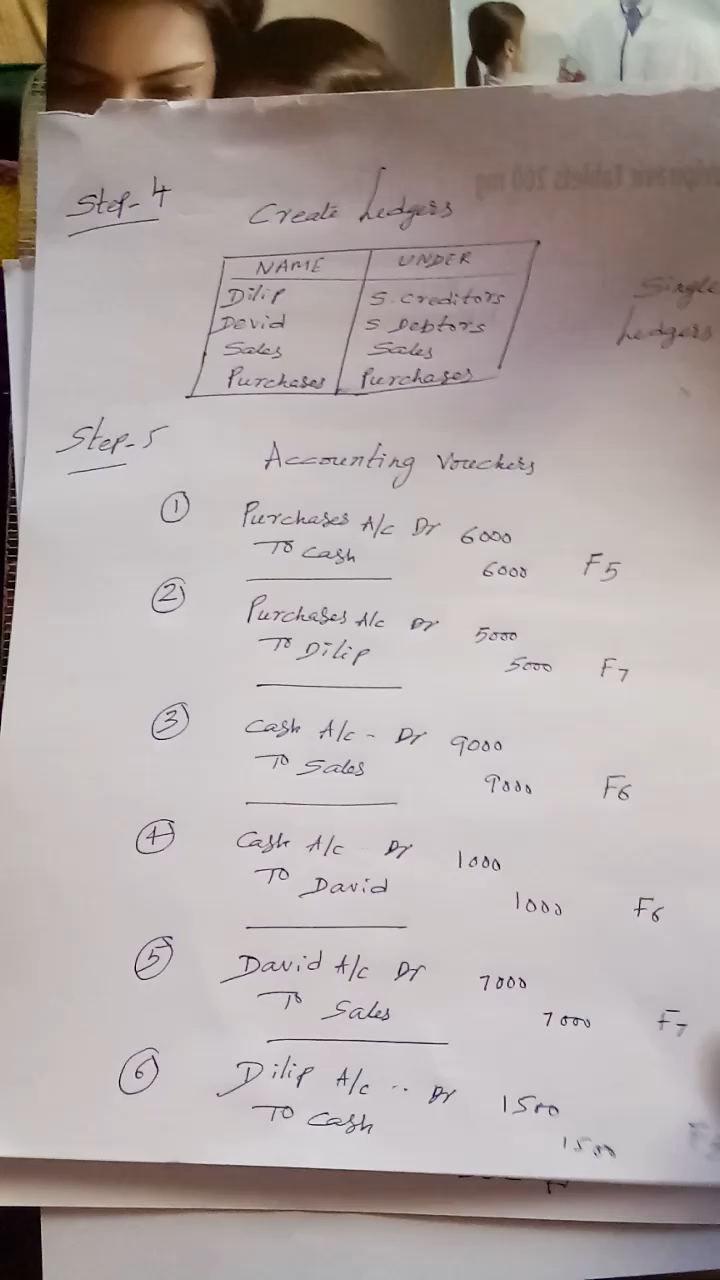 Step-4
Create Ledgers
NAME UNDER
Dilip S. Creditors
David S Debtors
Sales Sales
Purchases Purchases
Single
Ledgers
Step-5
Accounting Vouchers
① Purchases A/c Dr 6000
To Cash 6000 F5
② Purchases A/c Dr 5000
To Dilip 5000 F7
③ Cash A/c - Dr 9000
To Sales 9000 F6
④ Cash A/c Dr 1000
To David 1000 F6
⑤ David A/c Dr 7000
To Sales 7000 F7
⑥ Dilip A/c .. Dr 1500
To Cash 1500